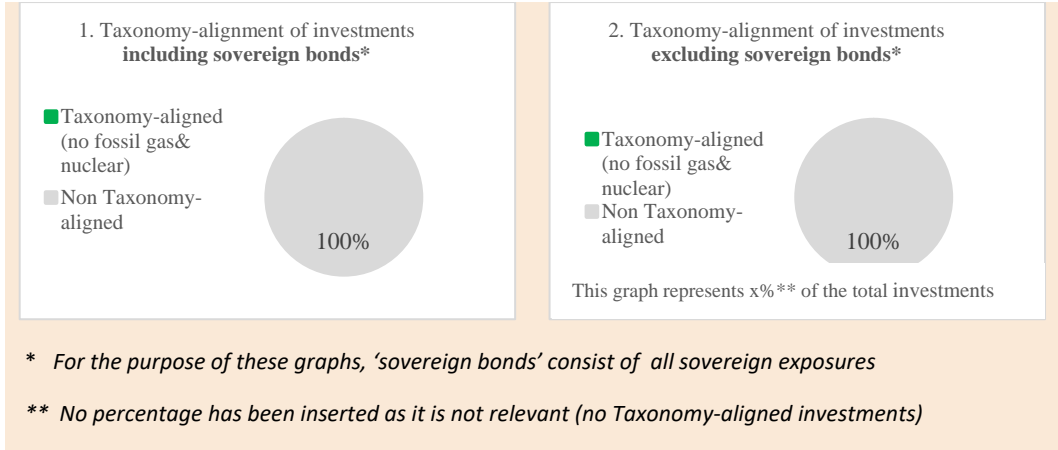 1. Taxonomy-alignment of investments
including sovereign bonds*
Taxonomy-aligned
(no fossil gas&
nuclear)
Non Taxonomy-
aligned
100%
2. Taxonomy-alignment of investments
excluding sovereign bonds*
Taxonomy-aligned
(no fossil gas&
nuclear)
Non Taxonomy-
aligned
100%
This graph represents x%** of the total investments
* For the purpose of these graphs, ‘sovereign bonds’ consist of all sovereign exposures
** No percentage has been inserted as it is not relevant (no Taxonomy-aligned investments)